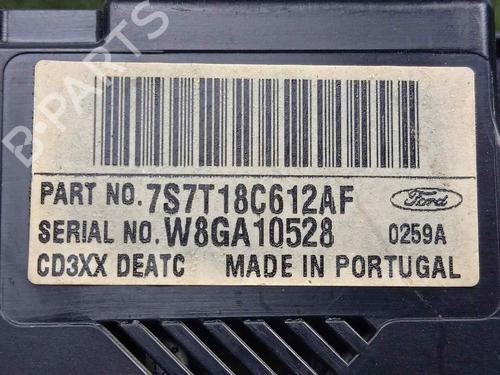 B-PARTS
PART NO. 7S7T18C612AF
Ford
SERIAL NO. W8GA10528
0259A
CD3XX DEATC
MADE IN PORTUGAL